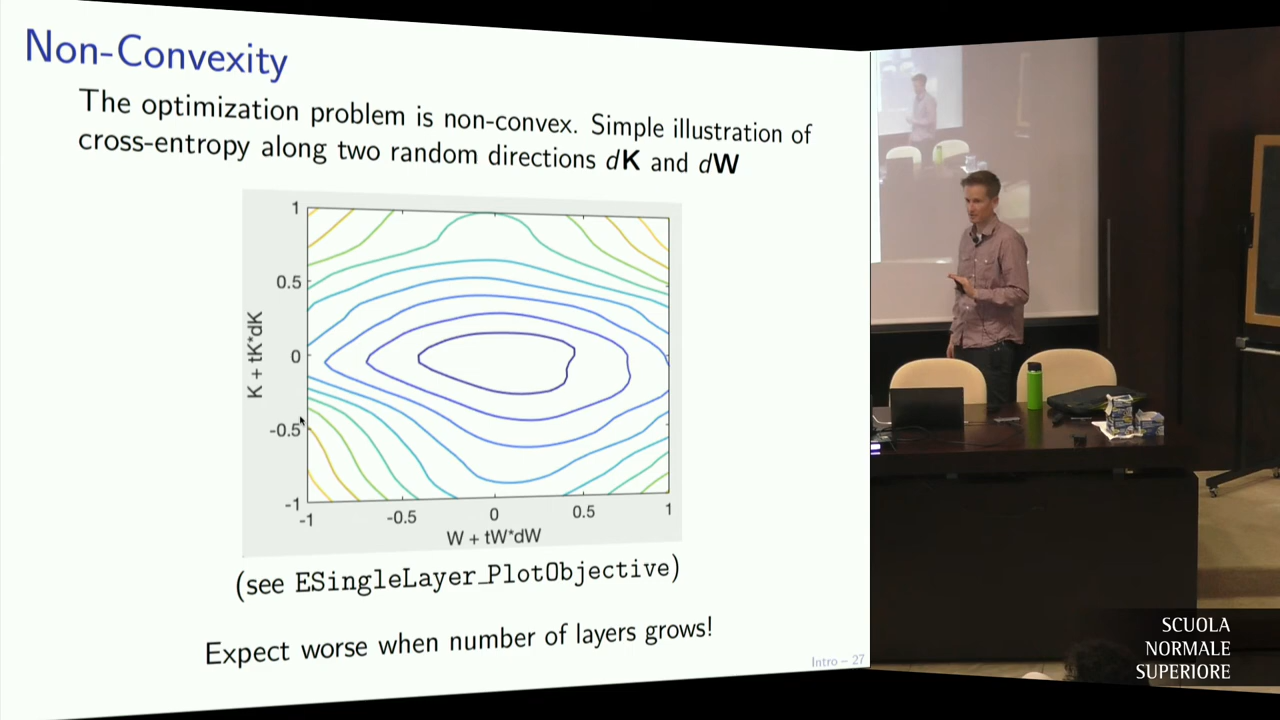 Non-Convexity
The optimization problem is non-convex. Simple illustration of
cross-entropy along two random directions dK and dW
1
0.5
0
-0.5
-1
K + tK*dK
-1
-0.5
0
0.5
1
W + tW*dW
(see ESingleLayer_PlotObjective)
Expect worse when number of layers grows!
Intro – 27
SCUOLA
NORMALE
SUPERIORE